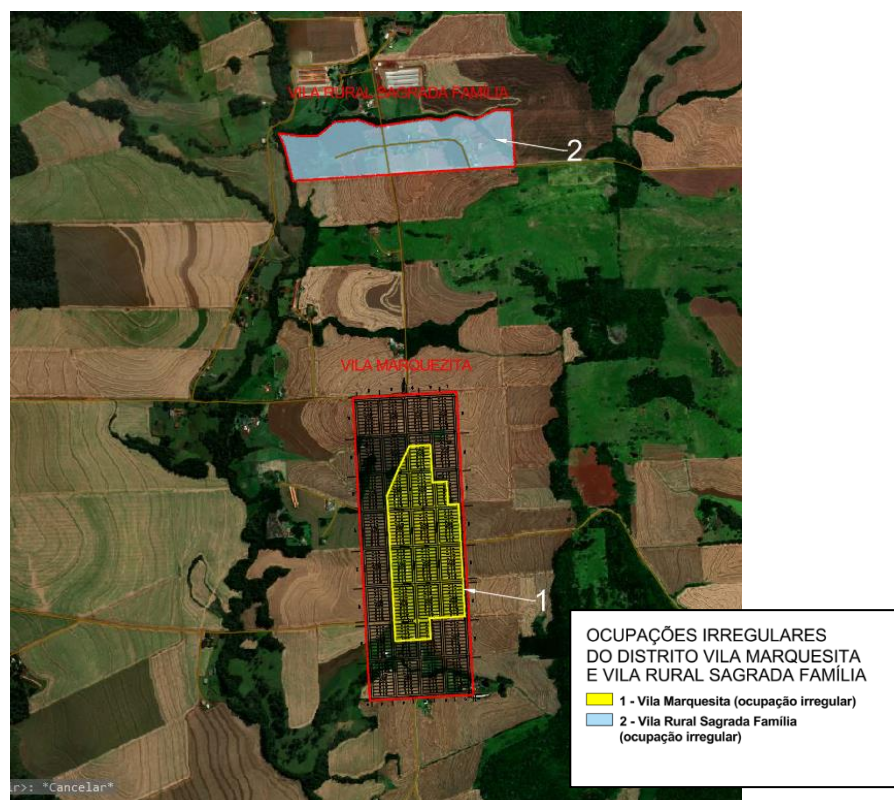 VILA RURAL SAGRADA FAMÍLIA
2
VILA MARQUEZITA
1
OCUPAÇÕES IRREGULARES
DO DISTRITO VILA MARQUESITA
E VILA RURAL SAGRADA FAMÍLIA
1 - Vila Marquesita (ocupação irregular)
2 - Vila Rural Sagrada Família
(ocupação irregular)
r>: *Cancelar*